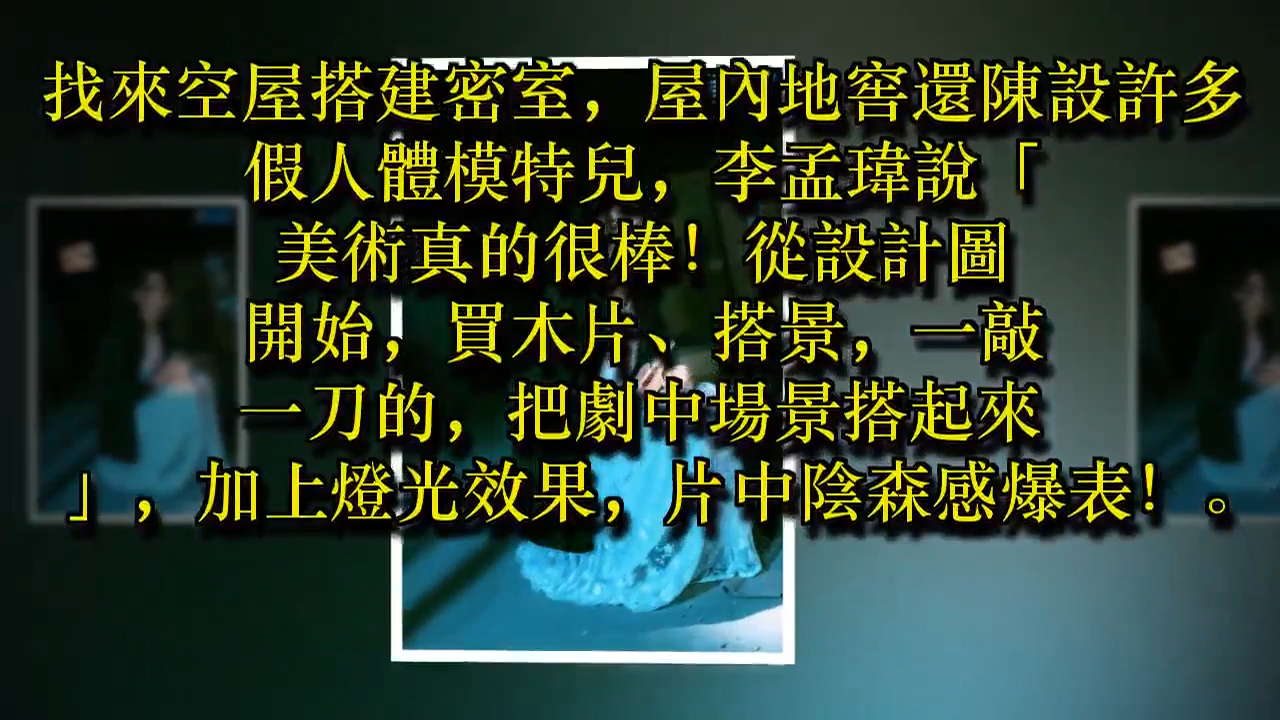 找來空屋搭建密室，屋內地窖還陳設許多
假人體模特兒，李孟瑋說「
美術真的很棒！從設計圖
開始，買木片、搭景，一敲
一刀的，把劇中場景搭起來
」，加上燈光效果，片中陰森感爆表！。